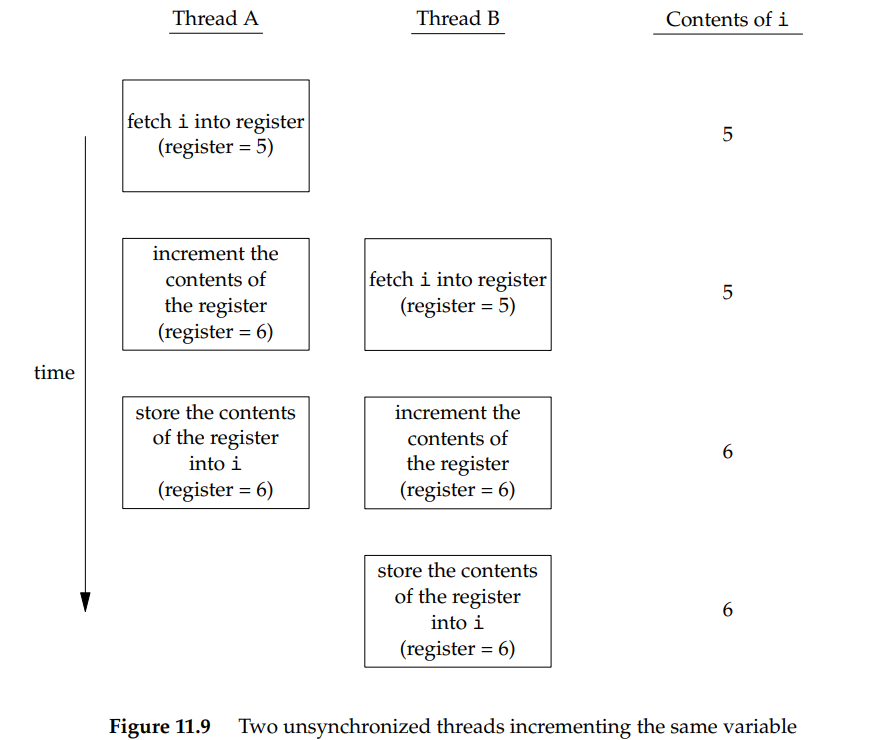 Thread A
Thread B
Contents of i
fetch i into register
(register = 5)
5
increment the
contents of
the register
(register = 6)
fetch i into register
(register = 5)
5
time
store the contents
of the register
into i
(register = 6)
increment the
contents of
the register
(register = 6)
6
store the contents
of the register
into i
(register = 6)
6
Figure 11.9 Two unsynchronized threads incrementing the same variable